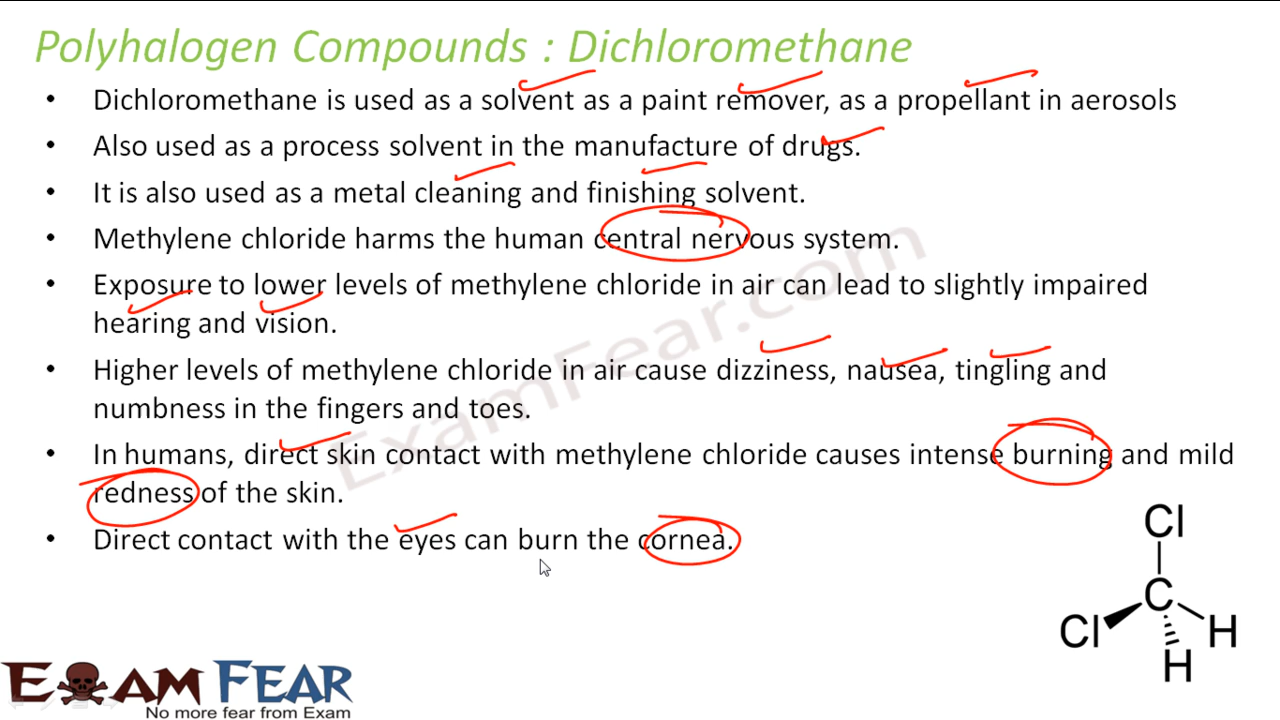 Polyhalogen Compounds : Dichloromethane
• Dichloromethane is used as a solvent as a paint remover, as a propellant in aerosols
• Also used as a process solvent in the manufacture of drugs.
• It is also used as a metal cleaning and finishing solvent.
• Methylene chloride harms the human central nervous system.
• Exposure to lower levels of methylene chloride in air can lead to slightly impaired
hearing and vision.
• Higher levels of methylene chloride in air cause dizziness, nausea, tingling and
numbness in the fingers and toes.
• In humans, direct skin contact with methylene chloride causes intense burning and mild
redness of the skin.
• Direct contact with the eyes can burn the cornea.
ExamFear.com
Cl
C
Cl
H
H
EXAM FEAR
No more fear from Exam